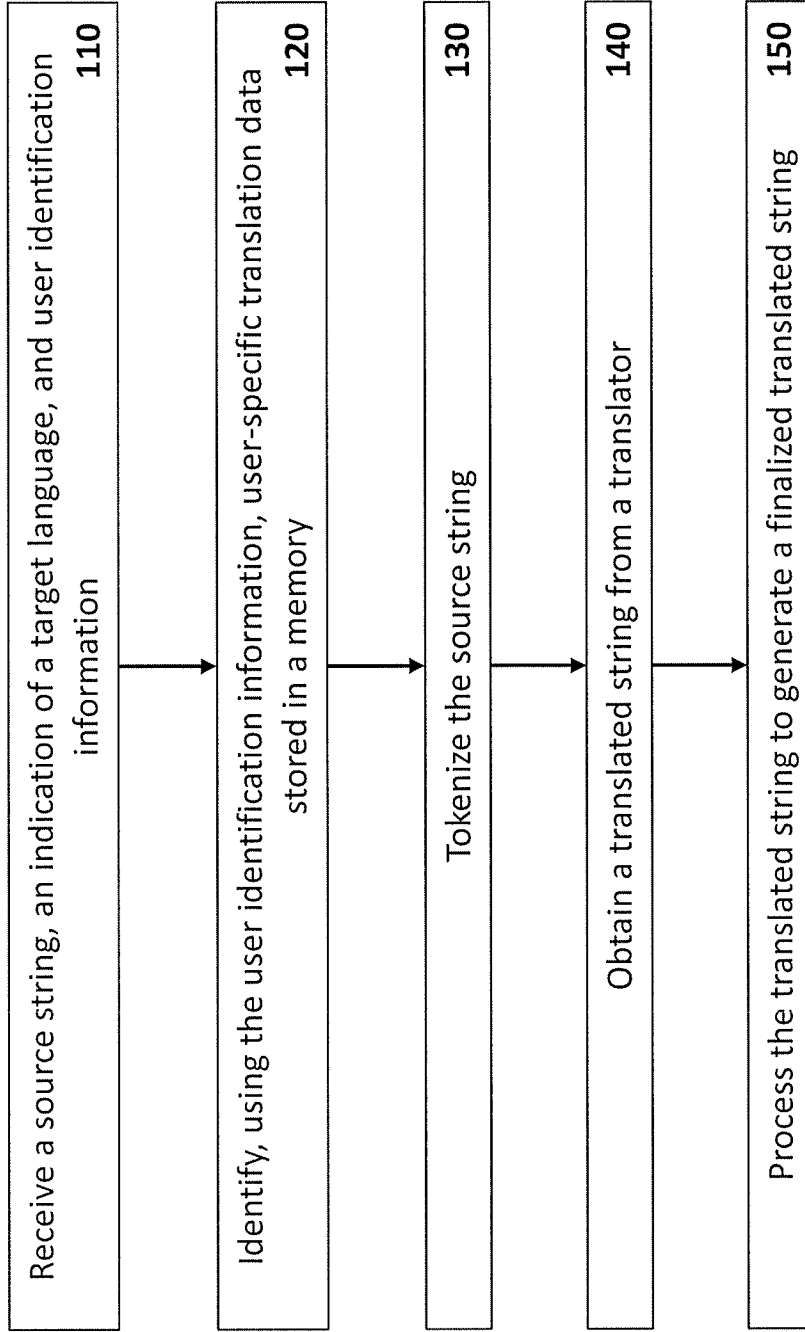 Receive a source string, an indication of a target language, and user identification
information
110
Identify, using the user identification information, user-specific translation data
stored in a memory
120
Tokenize the source string
130
Obtain a translated string from a translator
140
Process the translated string to generate a finalized translated string
150